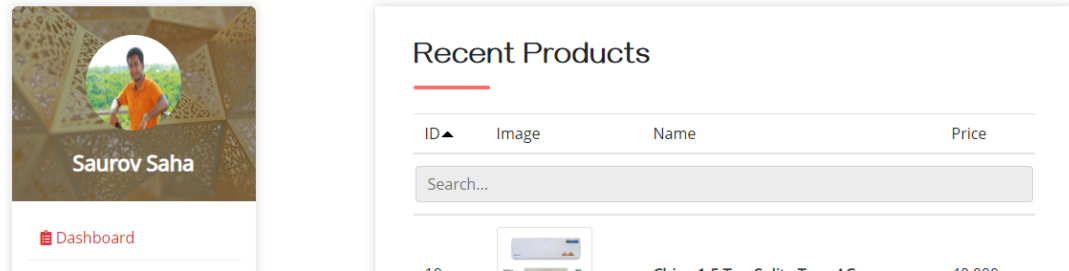 Saurov Saha
Dashboard
Recent Products
ID Image Name Price
Search...